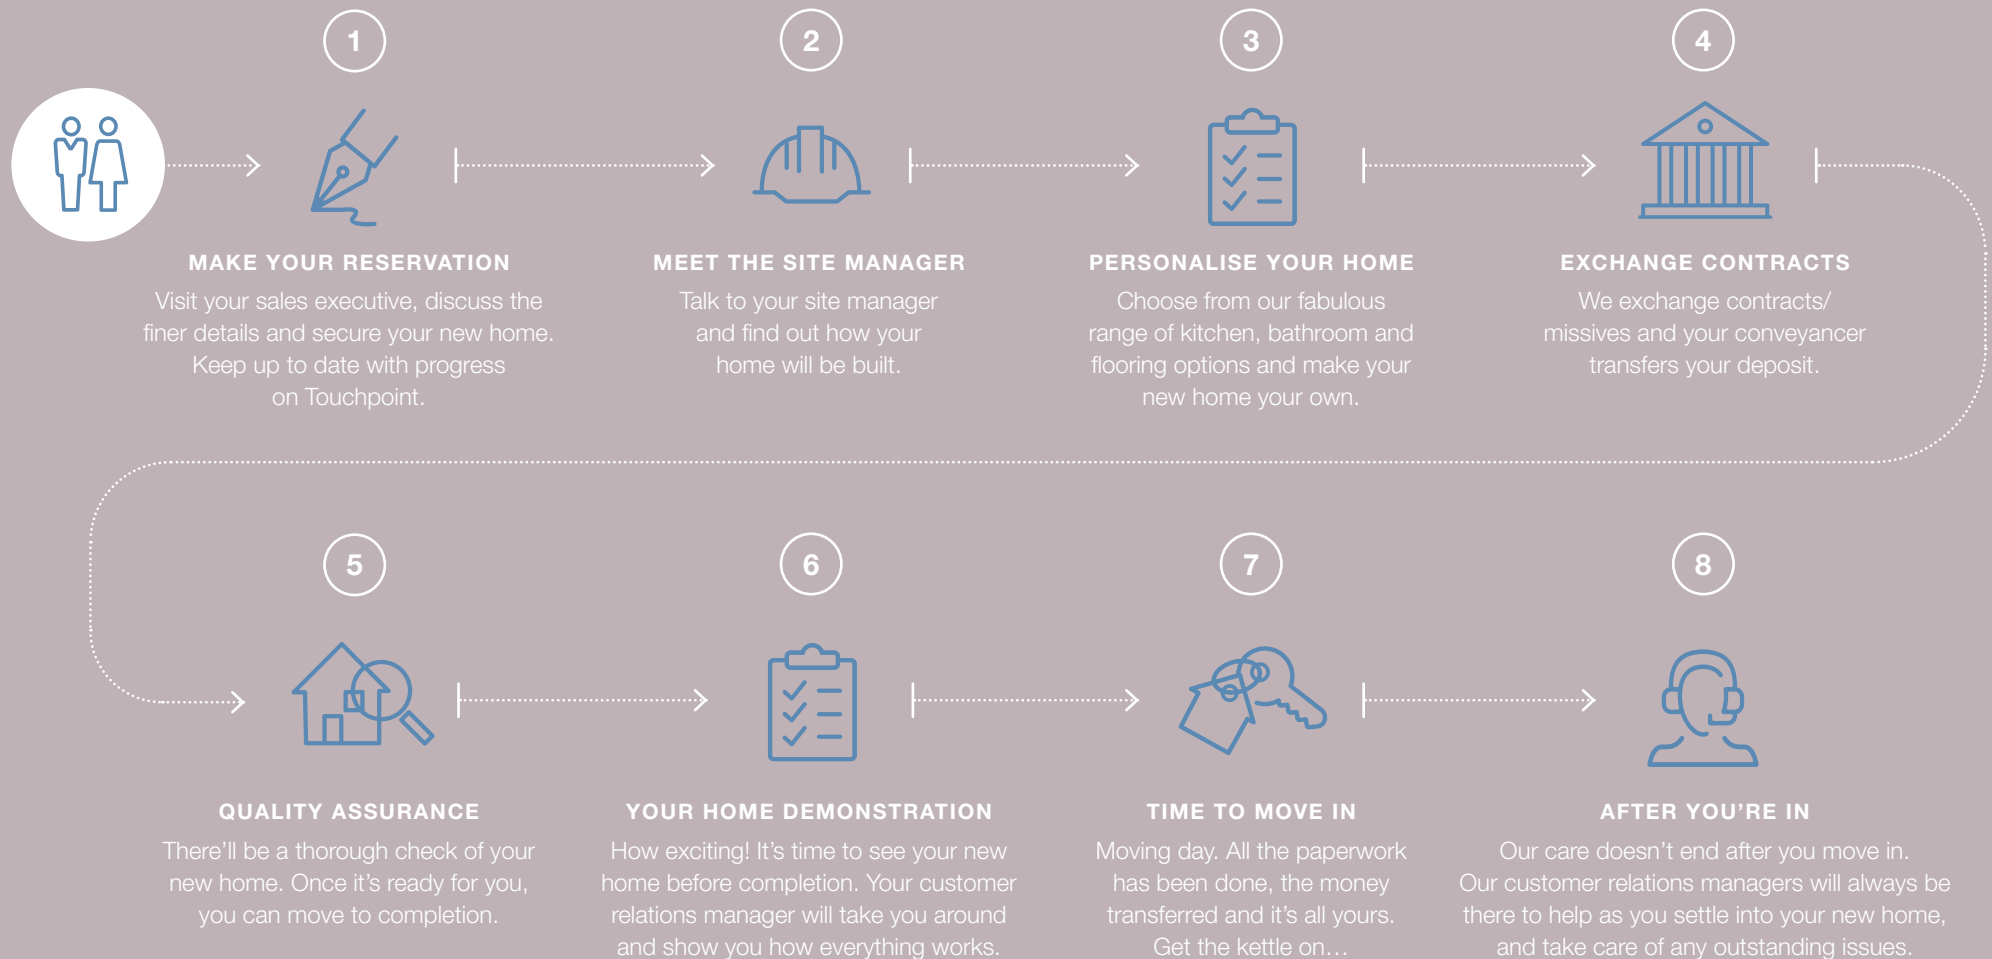 1
MAKE YOUR RESERVATION
Visit your sales executive, discuss the
finer details and secure your new home.
Keep up to date with progress
on Touchpoint.
2
MEET THE SITE MANAGER
Talk to your site manager
and find out how your
home will be built.
3
PERSONALISE YOUR HOME
Choose from our fabulous
range of kitchen, bathroom and
flooring options and make your
new home your own.
4
EXCHANGE CONTRACTS
We exchange contracts/
missives and your conveyancer
transfers your deposit.
5
QUALITY ASSURANCE
There’ll be a thorough check of your
new home. Once it’s ready for you,
you can move to completion.
6
YOUR HOME DEMONSTRATION
How exciting! It’s time to see your new
home before completion. Your customer
relations manager will take you around
and show you how everything works.
7
TIME TO MOVE IN
Moving day. All the paperwork
has been done, the money
transferred and it’s all yours.
Get the kettle on…
8
AFTER YOU’RE IN
Our care doesn’t end after you move in.
Our customer relations managers will always be
there to help as you settle into your new home,
and take care of any outstanding issues.